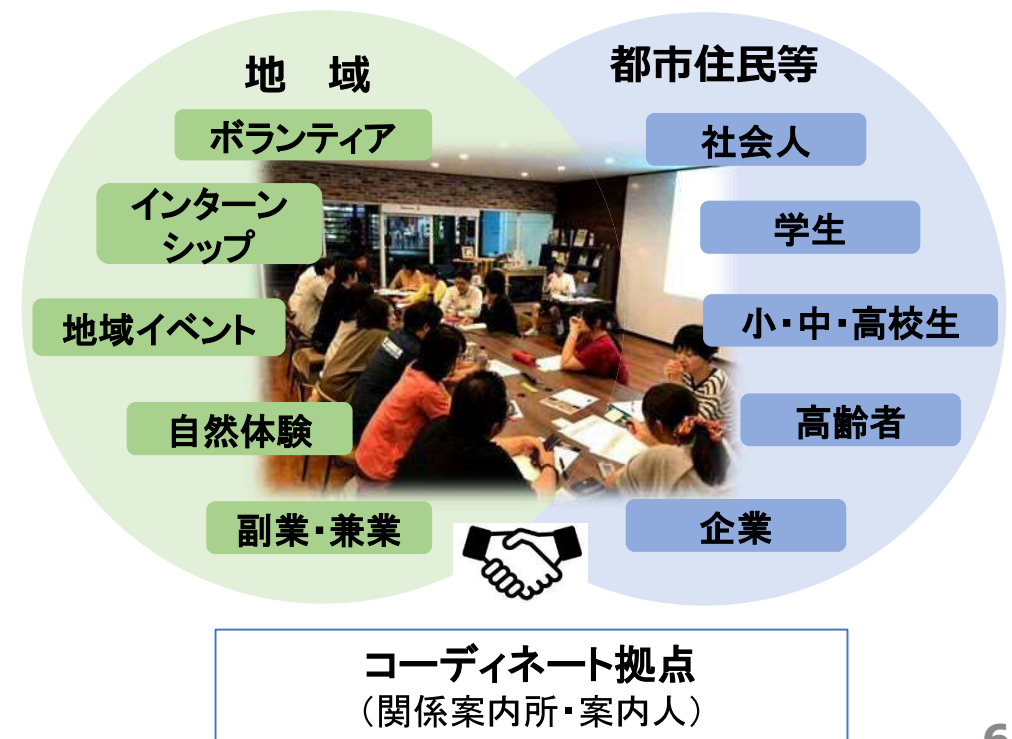 地 域
ボランティア
インターン
シップ
地域イベント
自然体験
副業・兼業
都市住民等
社会人
学生
小・中・高校生
高齢者
企業
コーディネート拠点
（関係案内所・案内人）
6